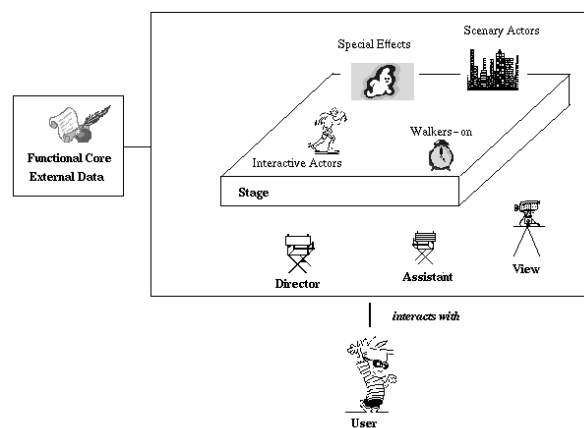 Scenary Actors
Special Effects
Walkers-on
Interactive Actors
Functional Core
External Data
Stage
Director
Assistant
View
interacts with
User